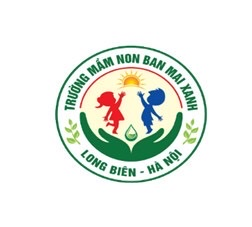 TRƯỜNG MẦM NON BAN MAI XANH
LONG BIÊN - HÀ NỘI